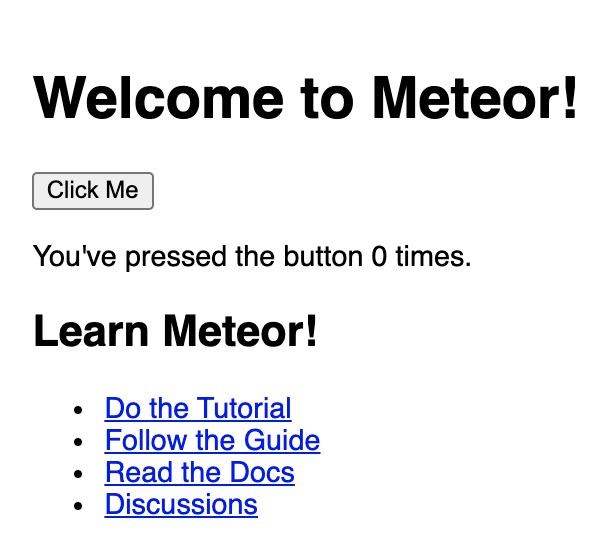 Welcome to Meteor!
Click Me
You've pressed the button 0 times.
Learn Meteor!
Do the Tutorial
Follow the Guide
Read the Docs
Discussions